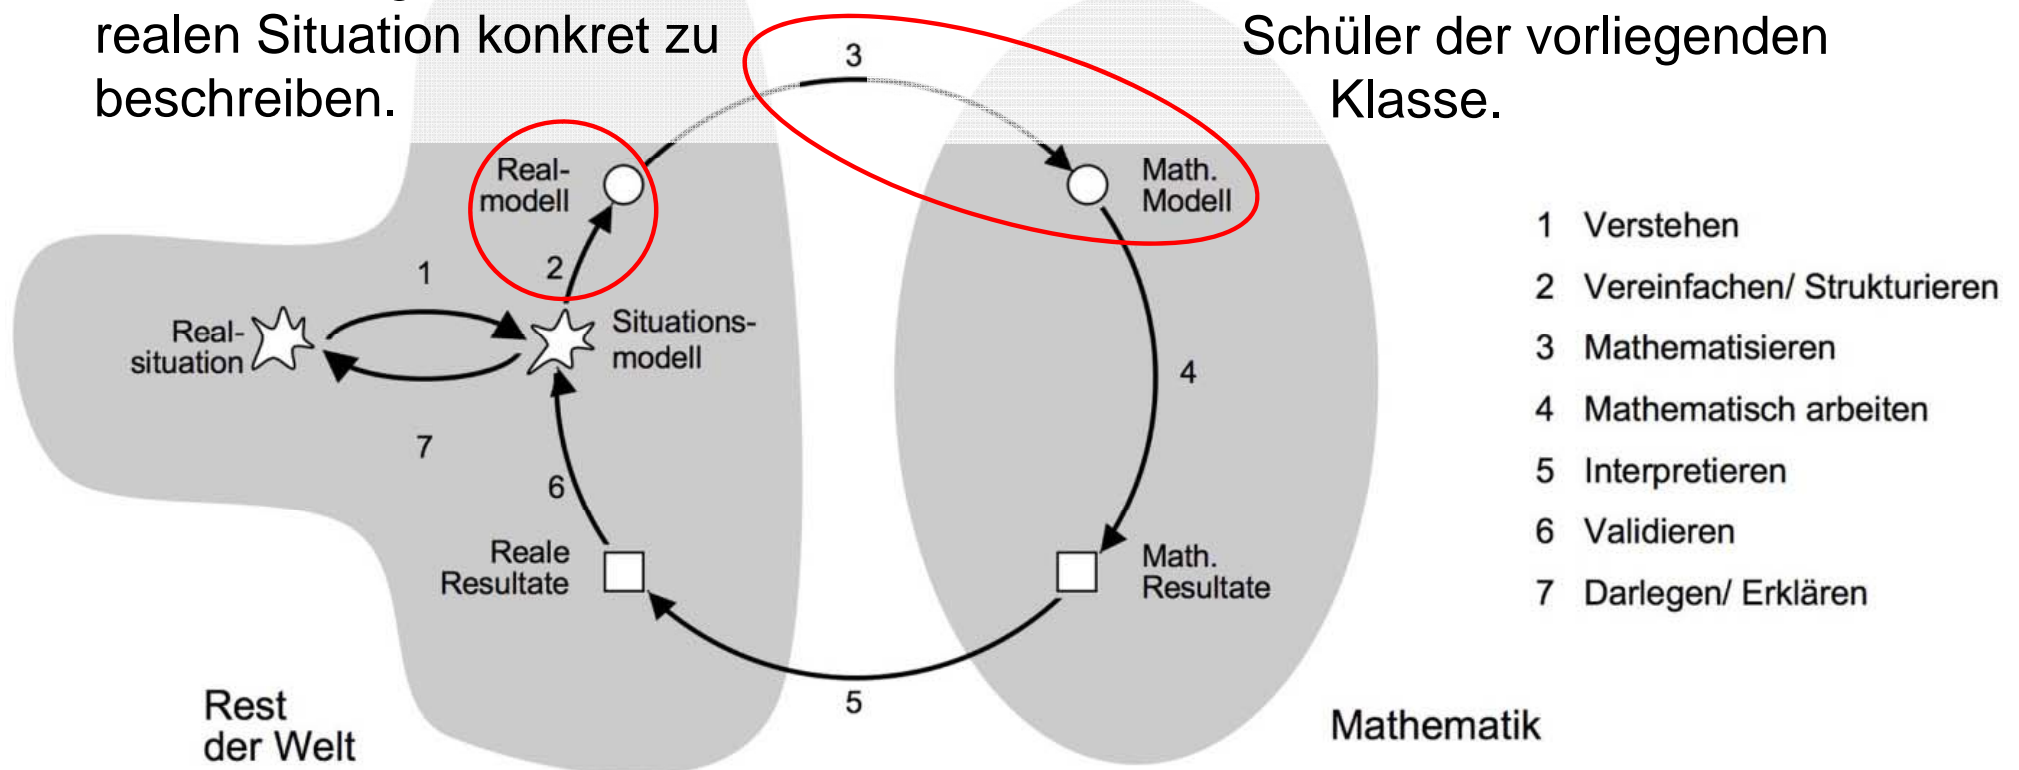 realen Situation konkret zu
beschreiben.
Schüler der vorliegenden
Klasse.
3
Real-
modell
Math.
Modell
1
2
Real-
situation
Situations-
modell
4
7
6
Reale
Resultate
Math.
Resultate
5
Rest
der Welt
Mathematik
1 Verstehen
2 Vereinfachen/ Strukturieren
3 Mathematisieren
4 Mathematisch arbeiten
5 Interpretieren
6 Validieren
7 Darlegen/ Erklären